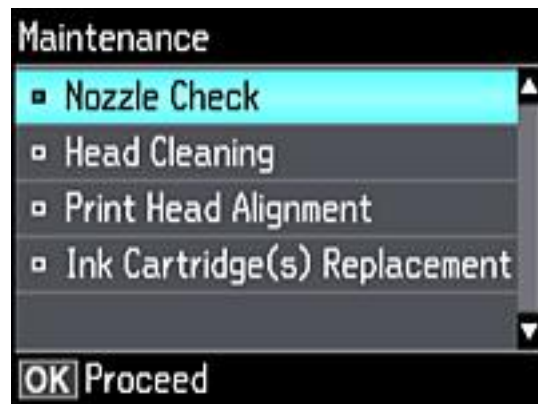 Maintenance
Nozzle Check
Head Cleaning
Print Head Alignment
Ink Cartridge(s) Replacement
OK Proceed